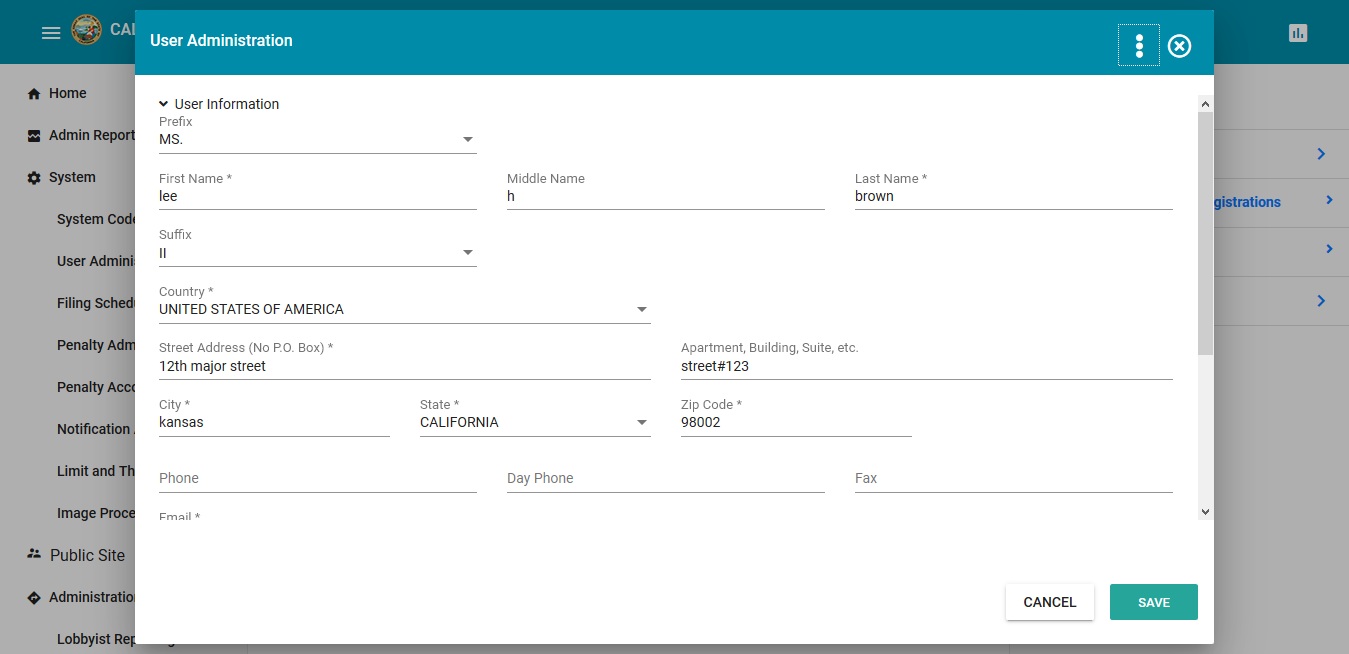 CAL
User Administration
Home
Admin Report
System
System Code
User Adminis
Filing Sched
Penalty Adm
Penalty Acco
Notification
Limit and Th
Image Proce
Public Site
Administration
Lobbyist Rep
User Information
Prefix
MS.
First Name * Middle Name Last Name *
lee h brown
Suffix
II
Country *
UNITED STATES OF AMERICA
Street Address (No P.O. Box) * Apartment, Building, Suite, etc.
12th major street street#123
City * State * Zip Code *
kansas CALIFORNIA 98002
Phone Day Phone Fax
Email *
gistrations
CANCEL SAVE